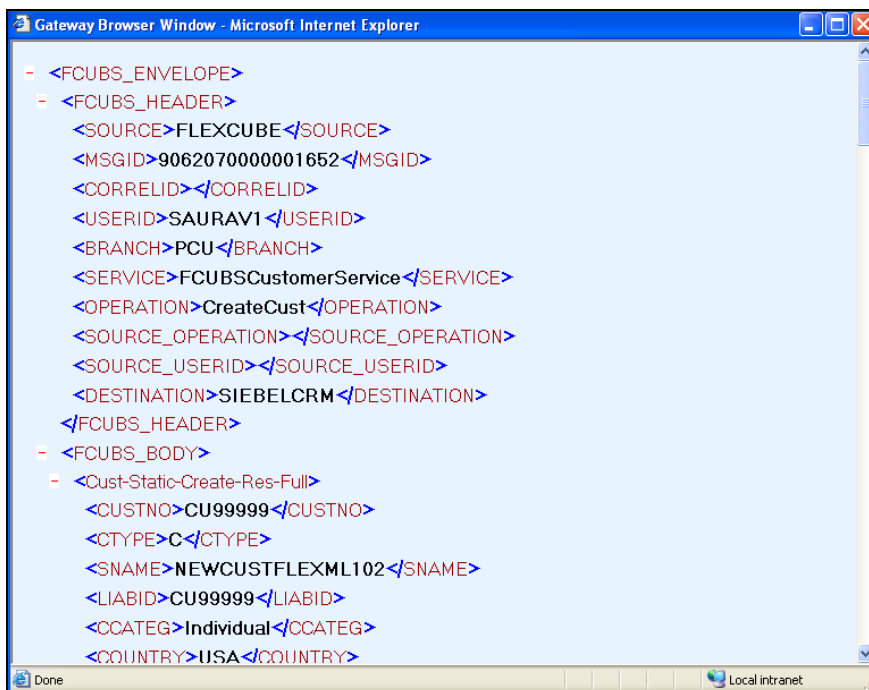 Gateway Browser Window - Microsoft Internet Explorer
- <FCUBS_ENVELOPE>
- <FCUBS_HEADER>
<SOURCE>FLEXCUBE</SOURCE>
<MSGID>9062070000001652</MSGID>
<CORRELID></CORRELID>
<USERID>SAURAV1</USERID>
<BRANCH>PCU</BRANCH>
<SERVICE>FCUBSCustomerService</SERVICE>
<OPERATION>CreateCust</OPERATION>
<SOURCE_OPERATION></SOURCE_OPERATION>
<SOURCE_USERID></SOURCE_USERID>
<DESTINATION>SIEBELCRM</DESTINATION>
</FCUBS_HEADER>
- <FCUBS_BODY>
- <Cust-Static-Create-Res-Full>
<CUSTNO>CU99999</CUSTNO>
<CTYPE>C</CTYPE>
<SNAME>NEWCUSTFLEXML102</SNAME>
<LIABID>CU99999</LIABID>
<CCATEG>Individual</CCATEG>
<COUNTRY>USA</COUNTRY>
Done Local intranet